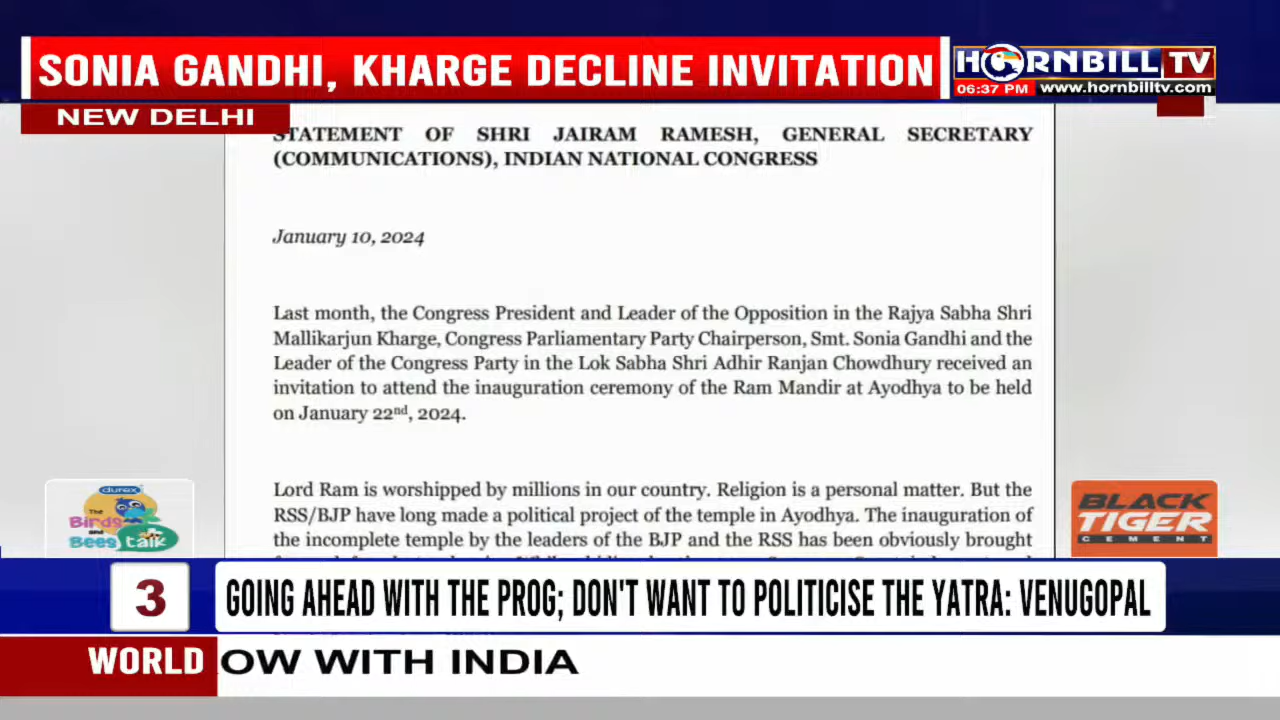 SONIA GANDHI, KHARGE DECLINE INVITATION
HORNBILL TV
06:37 PM www.hornbilltv.com
NEW DELHI
STATEMENT OF SHRI JAIRAM RAMESH, GENERAL SECRETARY
(COMMUNICATIONS), INDIAN NATIONAL CONGRESS
January 10, 2024
Last month, the Congress President and Leader of the Opposition in the Rajya Sabha Shri
Mallikarjun Kharge, Congress Parliamentary Party Chairperson, Smt. Sonia Gandhi and the
Leader of the Congress Party in the Lok Sabha Shri Adhir Ranjan Chowdhury received an
invitation to attend the inauguration ceremony of the Ram Mandir at Ayodhya to be held
on January 22nd, 2024.
Lord Ram is worshipped by millions in our country. Religion is a personal matter. But the
RSS/BJP have long made a political project of the temple in Ayodhya. The inauguration of
the incomplete temple by the leaders of the BJP and the RSS has been obviously brought
durex
The
Birds
and
Bees talk
BLACK
TIGER
CEMENT
3
GOING AHEAD WITH THE PROG; DON'T WANT TO POLITICISE THE YATRA: VENUGOPAL
WORLD
OW WITH INDIA